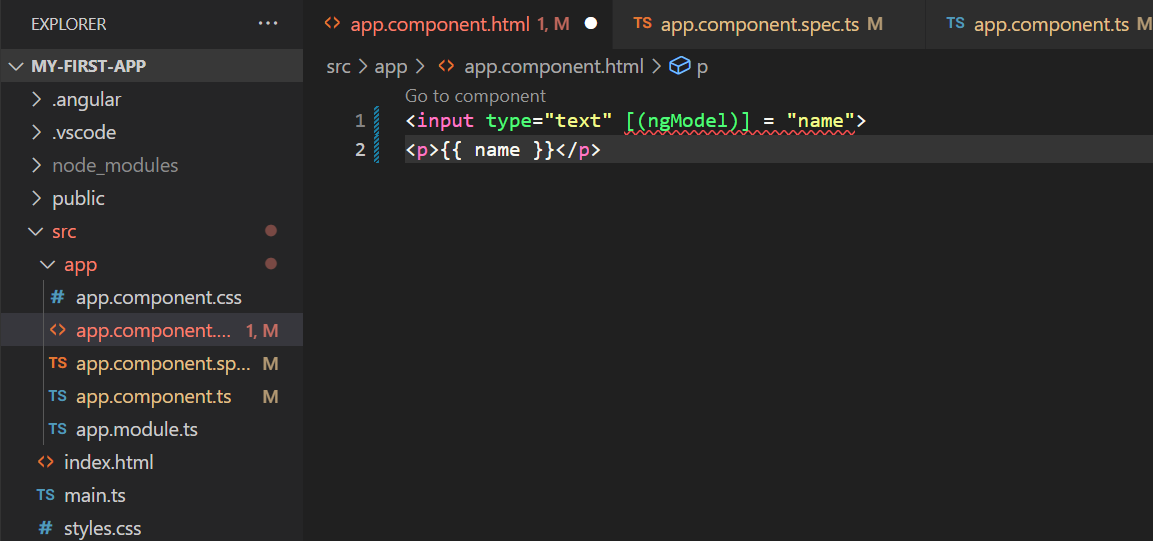 EXPLORER ···
MY-FIRST-APP
.angular
.vscode
node_modules
public
src
app
# app.component.css
<> app.component.... 1, M
TS app.component.sp... M
TS app.component.ts M
TS app.module.ts
<> index.html
TS main.ts
# styles.css
<> app.component.html 1, M
TS app.component.spec.ts M
TS app.component.ts M
src > app > <> app.component.html > p
Go to component
1 <input type="text" [(ngModel)] = "name">
2 <p>{{ name }}</p>